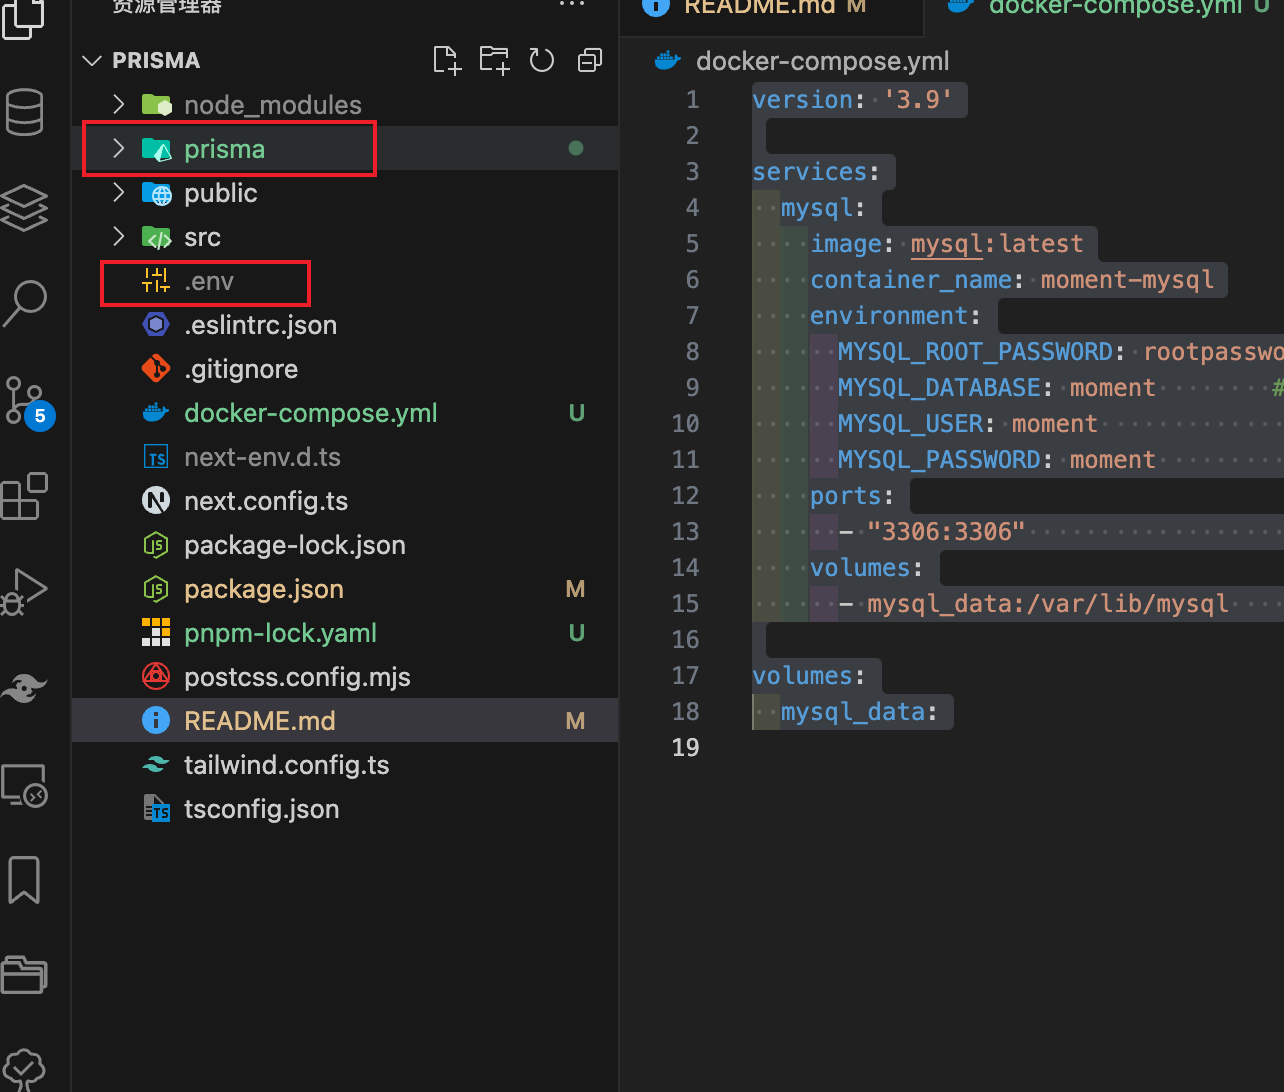 资源管理器
PRISMA
node_modules
prisma
public
src
.env
.eslintrc.json
.gitignore
docker-compose.yml U
next-env.d.ts
next.config.ts
package-lock.json
package.json M
pnpm-lock.yaml U
postcss.config.mjs
README.md M
tailwind.config.ts
tsconfig.json
5
README.md M
docker-compose.yml U
docker-compose.yml
1 version: '3.9'
2
3 services:
4 mysql:
5 image: mysql:latest
6 container_name: moment-mysql
7 environment:
8 MYSQL_ROOT_PASSWORD: rootpasswo
9 MYSQL_DATABASE: moment #
10 MYSQL_USER: moment
11 MYSQL_PASSWORD: moment
12 ports:
13 - "3306:3306"
14 volumes:
15 - mysql_data:/var/lib/mysql
16
17 volumes:
18 mysql_data:
19